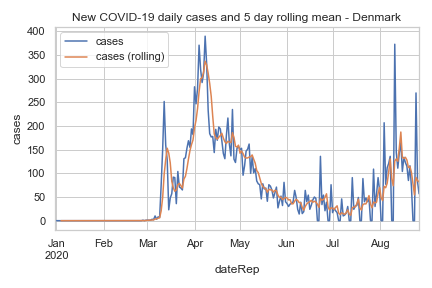 New COVID-19 daily cases and 5 day rolling mean - Denmark
cases
cases (rolling)
400
350
300
250
200
150
100
50
0
cases
Jan Feb Mar Apr May Jun Jul Aug
2020
dateRep